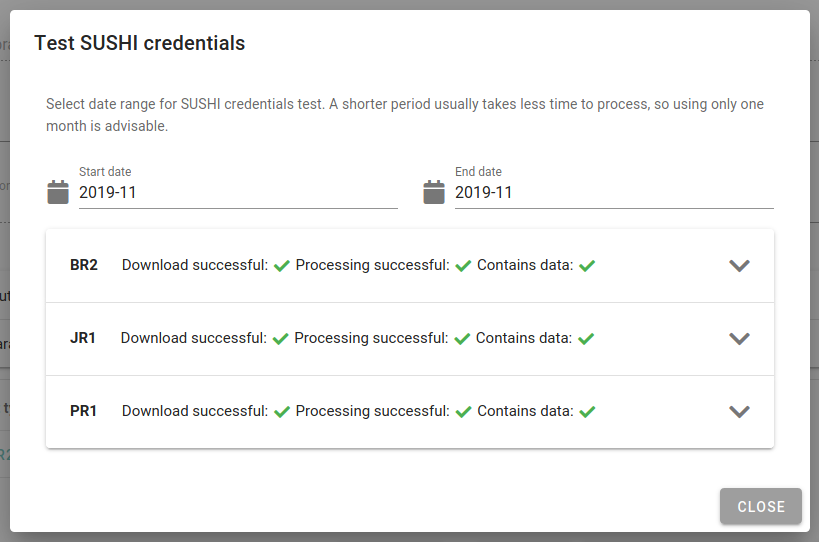 Test SUSHI credentials
Select date range for SUSHI credentials test. A shorter period usually takes less time to process, so using only one
month is advisable.
Start date
End date
2019-11
2019-11
BR2 Download successful: Processing successful: Contains data:
JR1 Download successful: Processing successful: Contains data:
PR1 Download successful: Processing successful: Contains data:
CLOSE